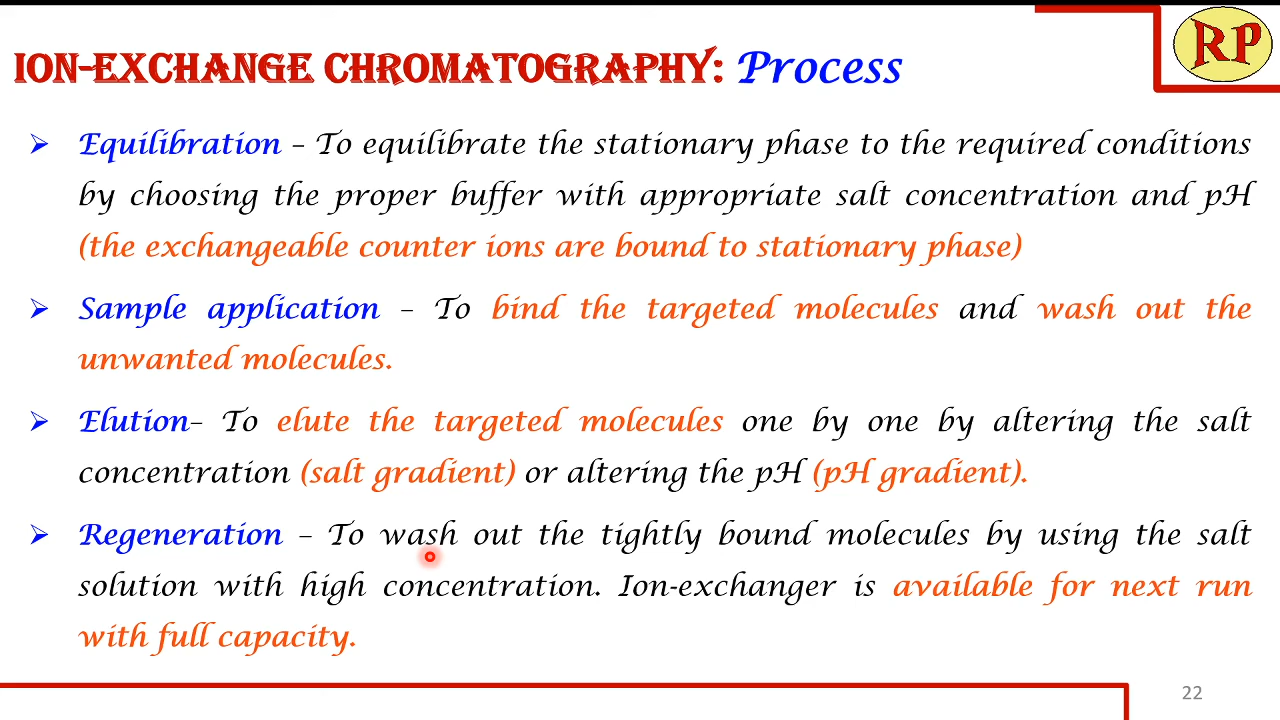 ION-EXCHANGE CHROMATOGRAPHY: Process
RP
➢ Equilibration – To equilibrate the stationary phase to the required conditions
by choosing the proper buffer with appropriate salt concentration and pH
(the exchangeable counter ions are bound to stationary phase)
➢ Sample application – To bind the targeted molecules and wash out the
unwanted molecules.
➢ Elution– To elute the targeted molecules one by one by altering the salt
concentration (salt gradient) or altering the pH (pH gradient).
➢ Regeneration – To wash out the tightly bound molecules by using the salt
solution with high concentration. Ion-exchanger is available for next run
with full capacity.
22